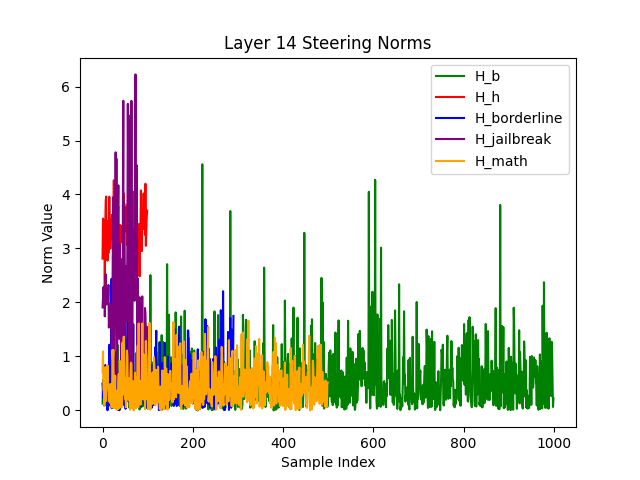 Layer 14 Steering Norms
H_b
H_h
H_borderline
H_jailbreak
H_math
Norm Value
6
5
4
3
2
1
0
0 200 400 600 800 1000
Sample Index